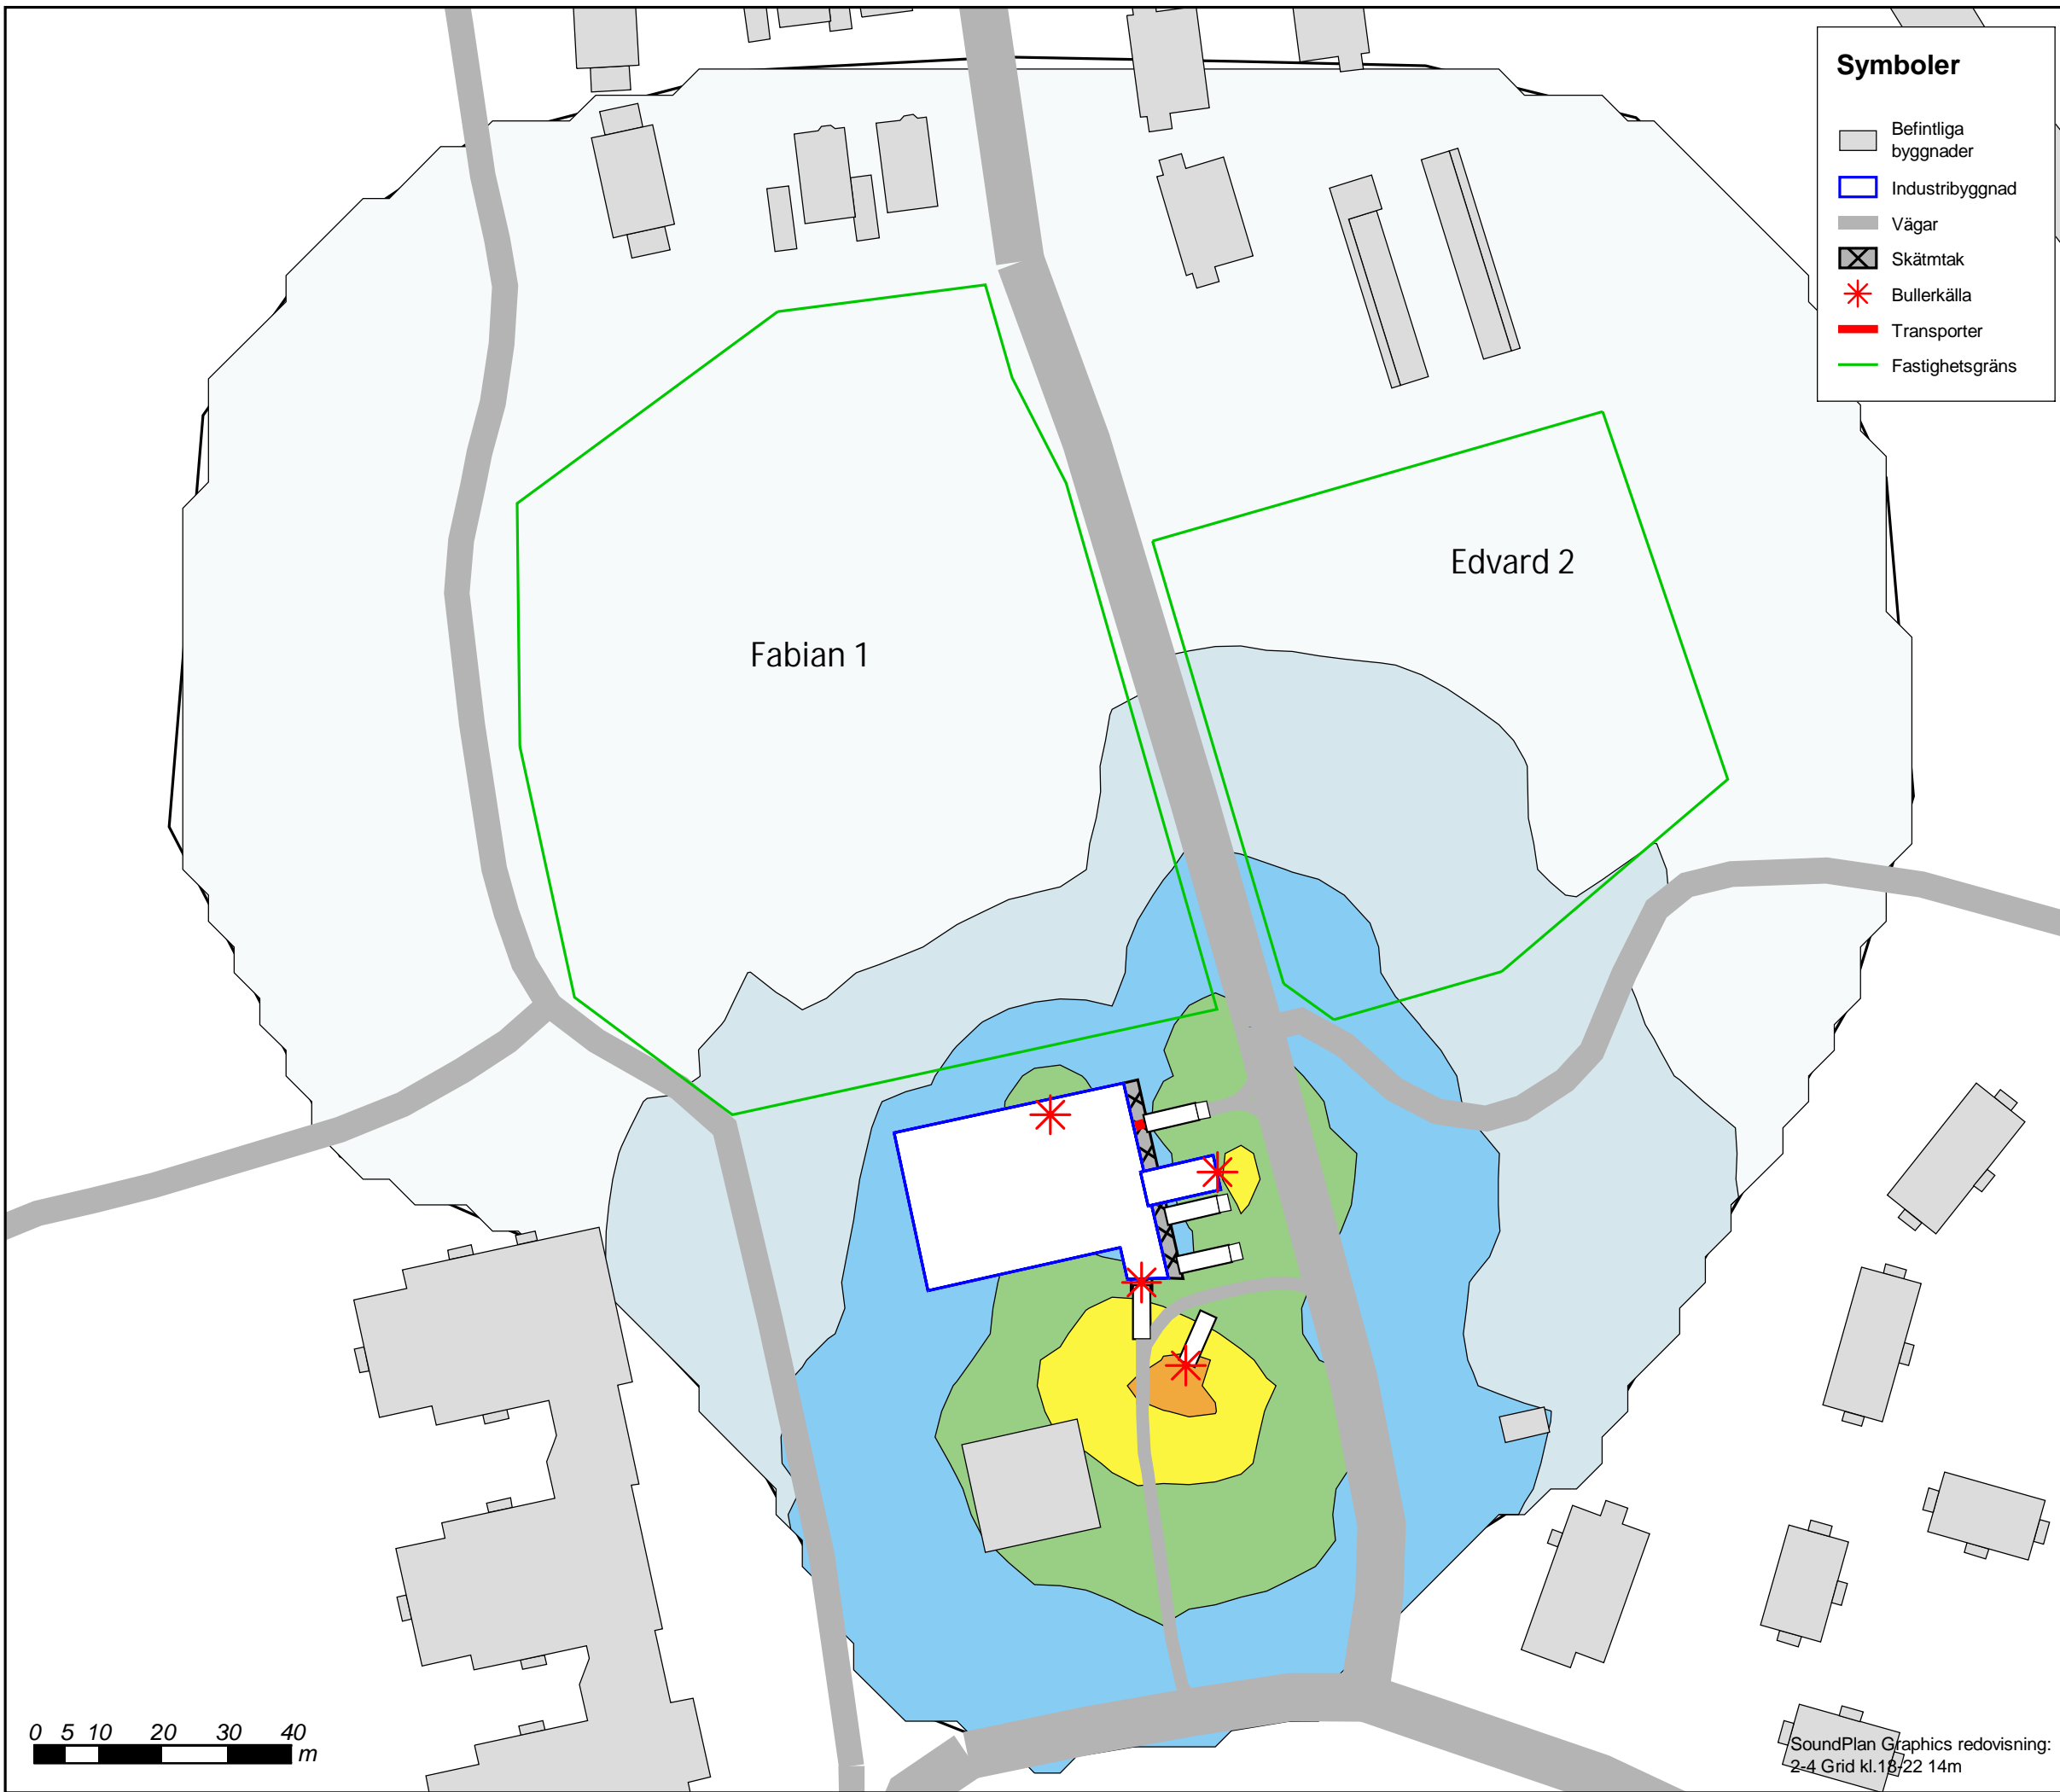 Symboler
Befintliga
byggnader
Industribyggnad
Vägar
Skätmtak
Bullerkälla
Transporter
Fastighetsgräns
Edvard 2
Fabian 1
0 5 10 20 30 40
m
SoundPlan Graphics redovisning:
2-4 Grid kl.18-22 14m